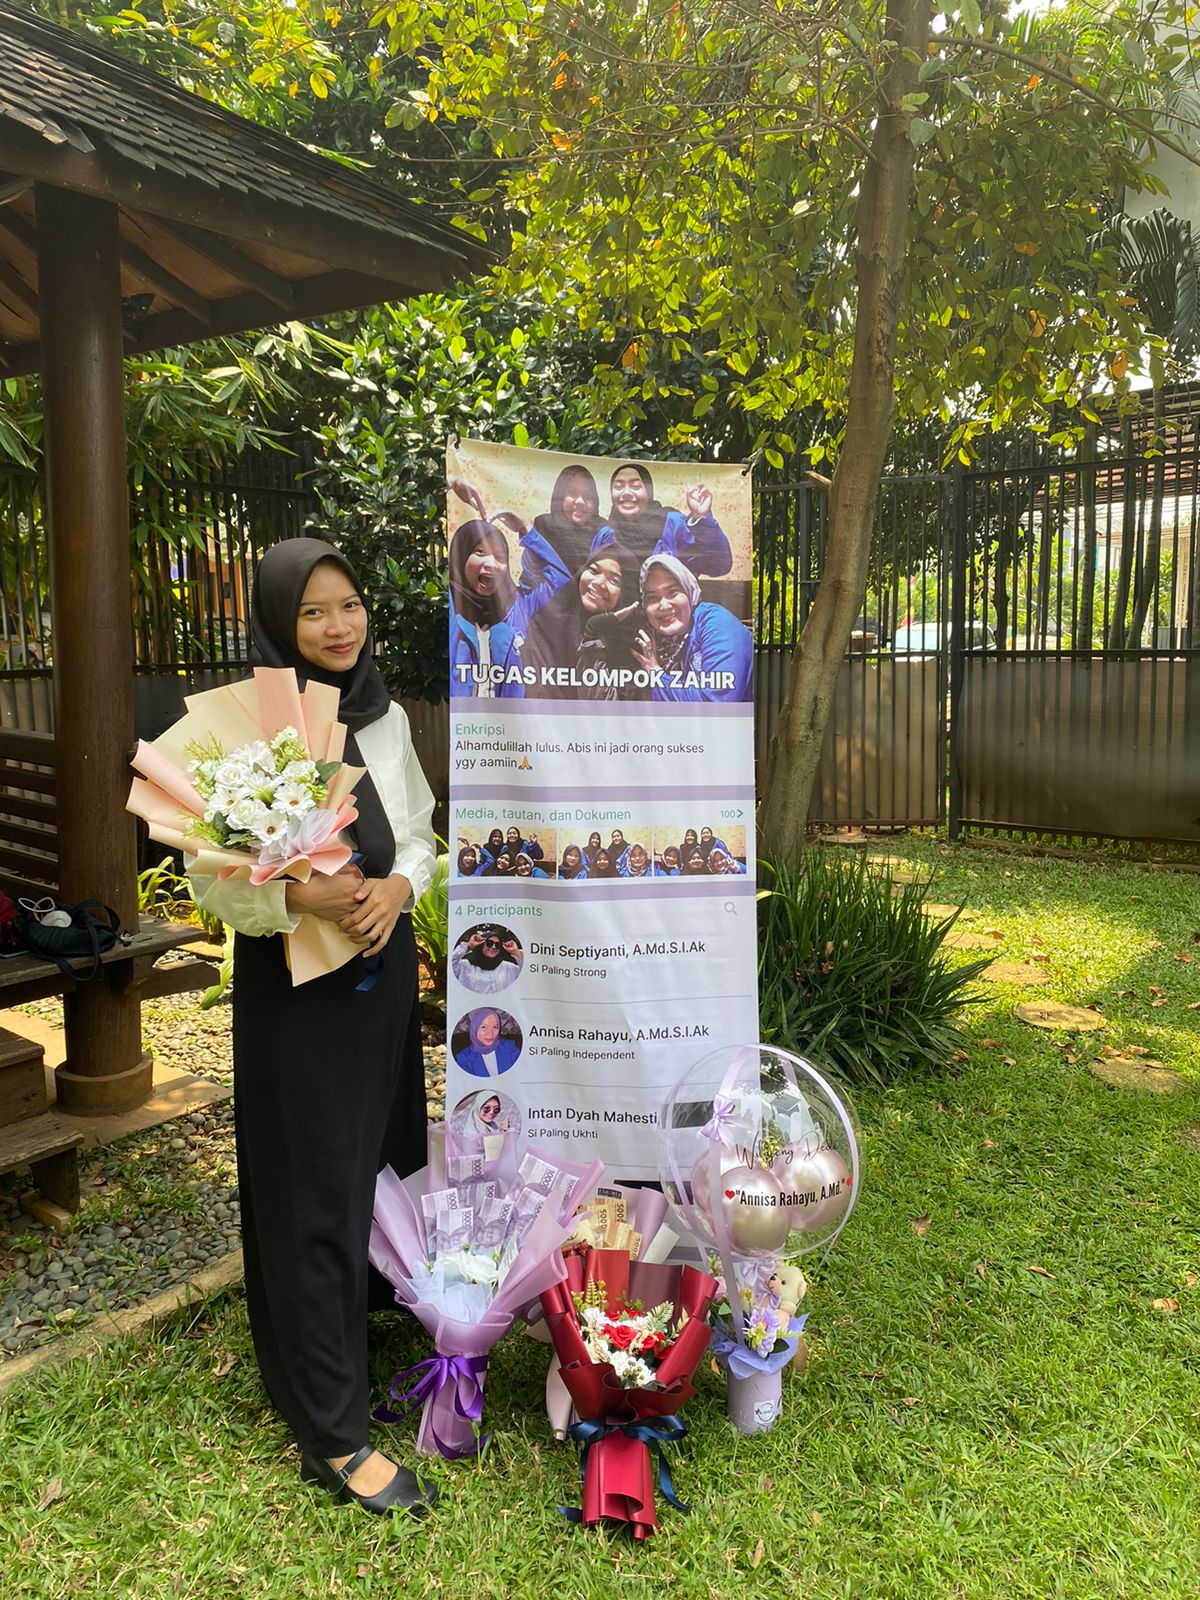 TUGAS KELOMPOK ZAHIR
Enkripsi
Alhamdulillah lulus. Abis ini jadi orang sukses
ygy aamiin🙏
Media, tautan, dan Dokumen
100>
4 Participants
Dini Septiyanti, A.Md.S.I.Ak
Si Paling Strong
Annisa Rahayu, A.Md.S.I.Ak
Si Paling Independent
Intan Dyah Mahesti
Si Paling Ukhti
"Annisa Rahayu, A.Md."